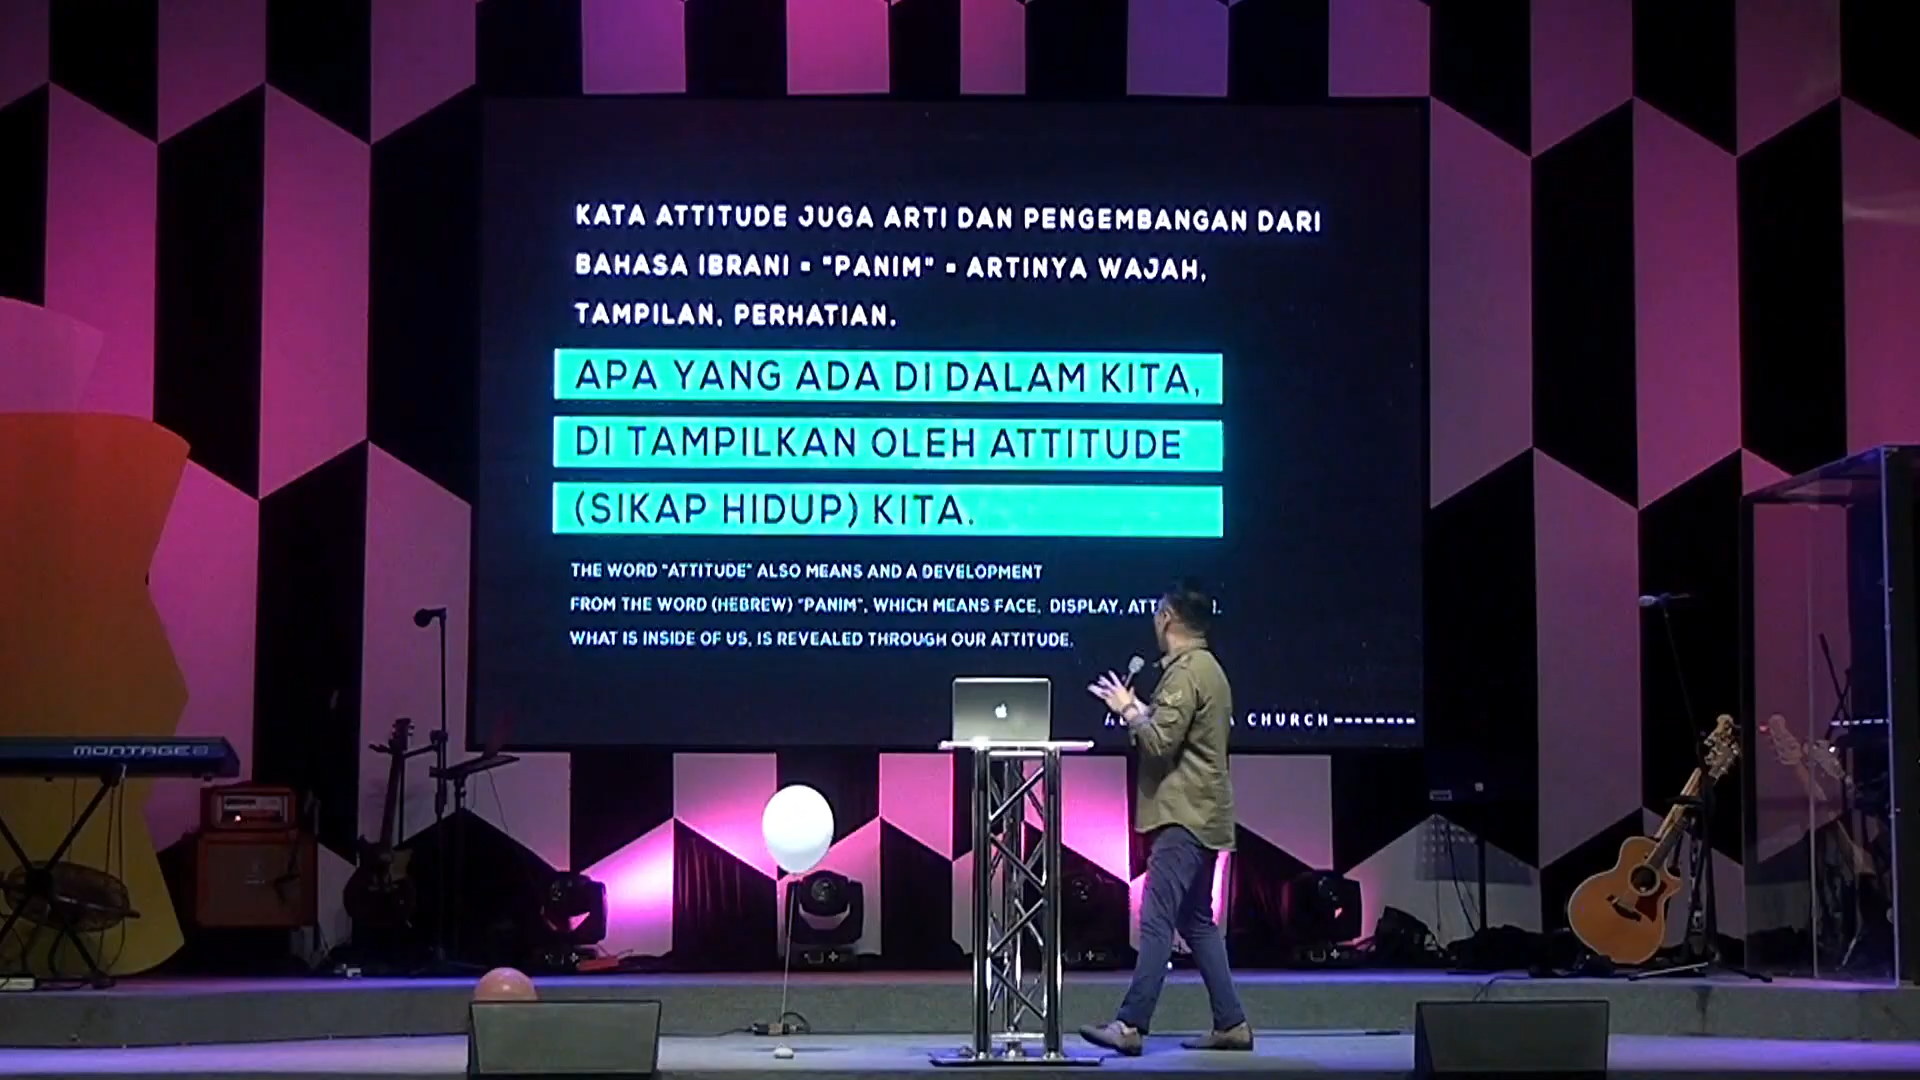 KATA ATTITUDE JUGA ARTI DAN PENGEMBANGAN DARI
BAHASA IBRANI = "PANIM" = ARTINYA WAJAH,
TAMPILAN, PERHATIAN.
APA YANG ADA DI DALAM KITA,
DI TAMPILKAN OLEH ATTITUDE
(SIKAP HIDUP) KITA.
THE WORD "ATTITUDE" ALSO MEANS AND A DEVELOPMENT
FROM THE WORD (HEBREW) "PANIM", WHICH MEANS FACE, DISPLAY,
WHAT IS INSIDE OF US, IS REVEALED THROUGH OUR ATTITUDE.
CHURCH
MONTAGE8